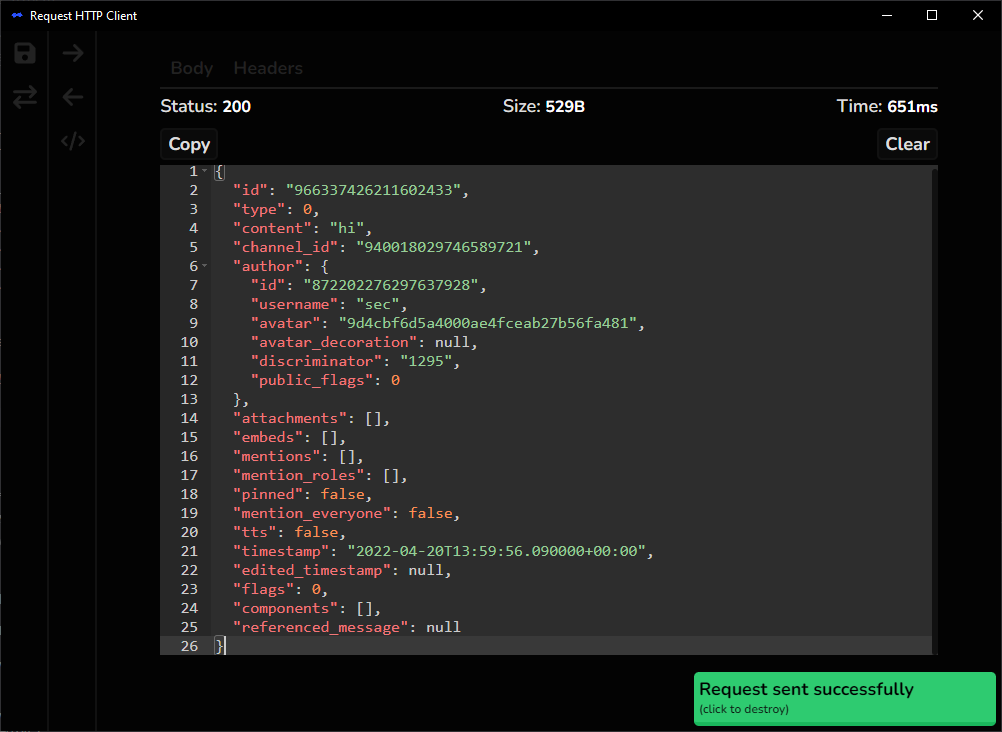 Request HTTP Client
Body Headers
Status: 200 Size: 529B Time: 651ms
Copy Clear
1 {
2 "id": "966337426211602433",
3 "type": 0,
4 "content": "hi",
5 "channel_id": "940018029746589721",
6 "author": {
7 "id": "872202276297637928",
8 "username": "sec",
9 "avatar": "9d4cbf6d5a4000ae4fceab27b56fa481",
10 "avatar_decoration": null,
11 "discriminator": "1295",
12 "public_flags": 0
13 },
14 "attachments": [],
15 "embeds": [],
16 "mentions": [],
17 "mention_roles": [],
18 "pinned": false,
19 "mention_everyone": false,
20 "tts": false,
21 "timestamp": "2022-04-20T13:59:56.090000+00:00",
22 "edited_timestamp": null,
23 "flags": 0,
24 "components": [],
25 "referenced_message": null
26 }
Request sent successfully
(click to destroy)